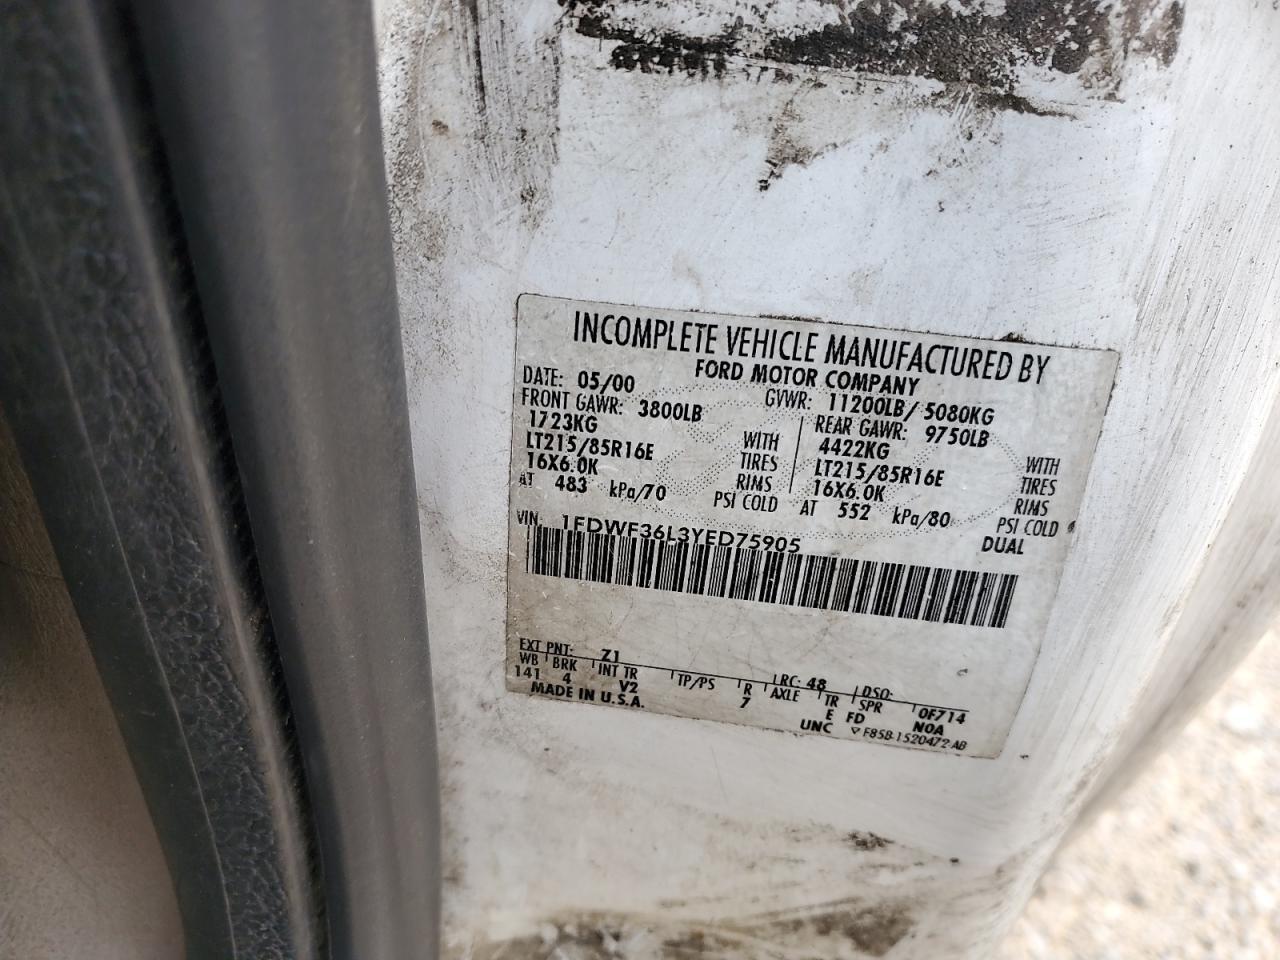 INCOMPLETE VEHICLE MANUFACTURED BY
FORD MOTOR COMPANY
DATE: 05/00 GVWR: 11200LB/ 5080KG
FRONT GAWR: 3800LB REAR GAWR: 9750LB
1723KG WITH 4422KG WITH
LT215/85R16E TIRES LT215/85R16E TIRES
16X6.0K RIMS 16X6.0K RIMS
AT 483 kPa/70 PSI COLD AT 552 kPa/80 PSI COLD
VIN: 1FDWF36L3YED75905 DUAL
EXT PNT: Z1 RC: 48 DSO:
WB BRK INT TR TP/PS R AXLE TR SPR 0F714
141 4 V2 7 E FD N0A
MADE IN U.S.A. UNC ▽ F85B-1520472-AB